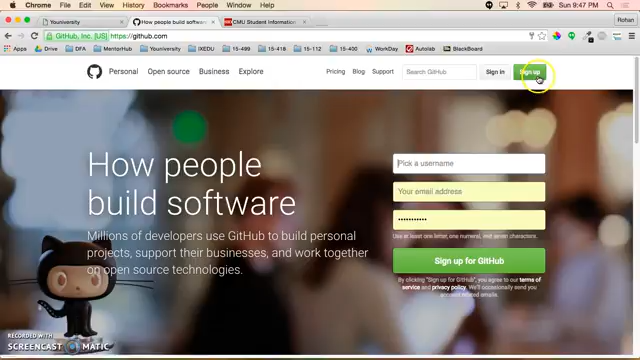 Chrome File Edit View History Bookmarks People Window Help
Sun 9:47 PM
Rohan
Youniversity
How people build software
CMU Student Information
GitHub, Inc. [US] https://github.com
Apps Drive DFA MentorHub Youniversity IXEDU 15-499 15-418 15-112 WorkDay Autolab BlackBoard
Personal Open source Business Explore
Pricing Blog Support Search GitHub Sign in Sign up
How people
build software
Millions of developers use GitHub to build personal
projects, support their businesses, and work together
on open source technologies.
Pick a username
Your email address
Use at least one letter, one numeral, and seven characters.
Sign up for GitHub
By clicking "Sign up for GitHub", you agree to our terms of
service and privacy policy. We'll occasionally send you
account related emails.
RECORDED WITH
SCREENCAST MATIC